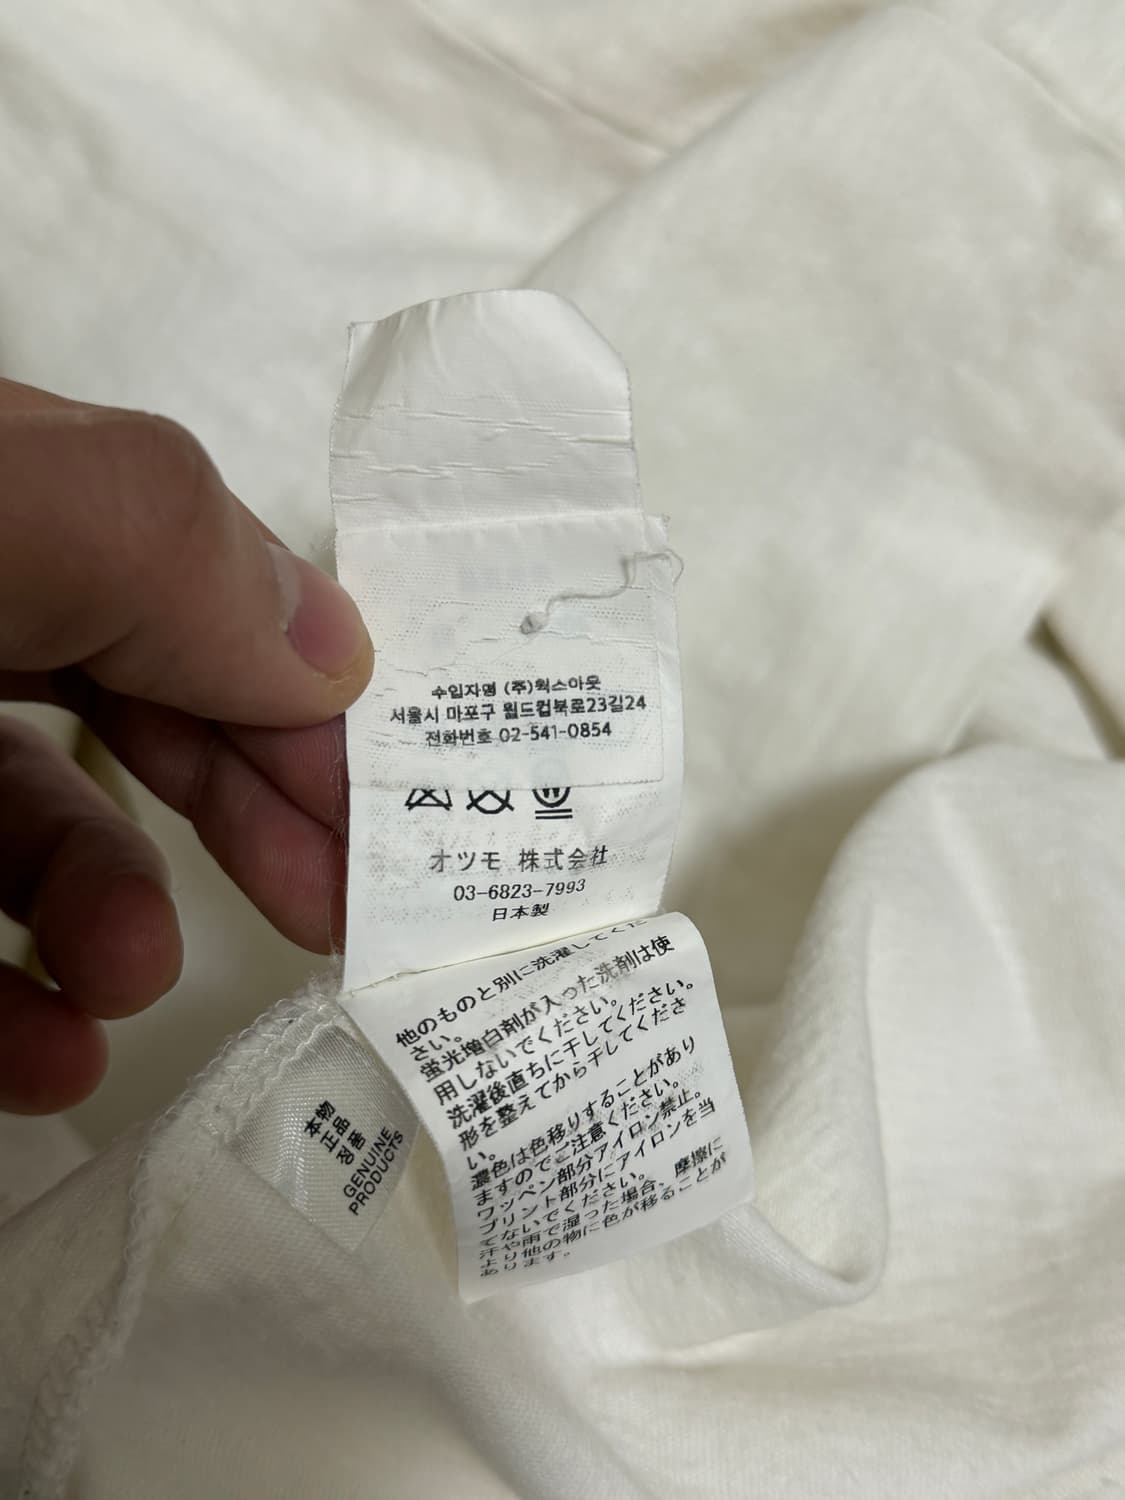 수입자명 (주)웍스아웃
서울시 마포구 월드컵북로23길24
전화번호 02-541-0854
オツモ 株式会社
03-6823-7993
日本製
他のものと別に洗濯してくだ
さい。
蛍光増白剤が入った洗剤は使
用しないでください。
洗濯後直ちに干してください。
形を整えてから干してくださ
い。
濃色は色移りすることがあり
ますのでご注意ください。
ワッペン部分アイロン禁止。
プリント部分にアイロンを当
てないでください。
汗や雨で湿った場合、摩擦に
より他の物に色が移ることが
あります。
本物
正品
정품
GENUINE
PRODUCTS